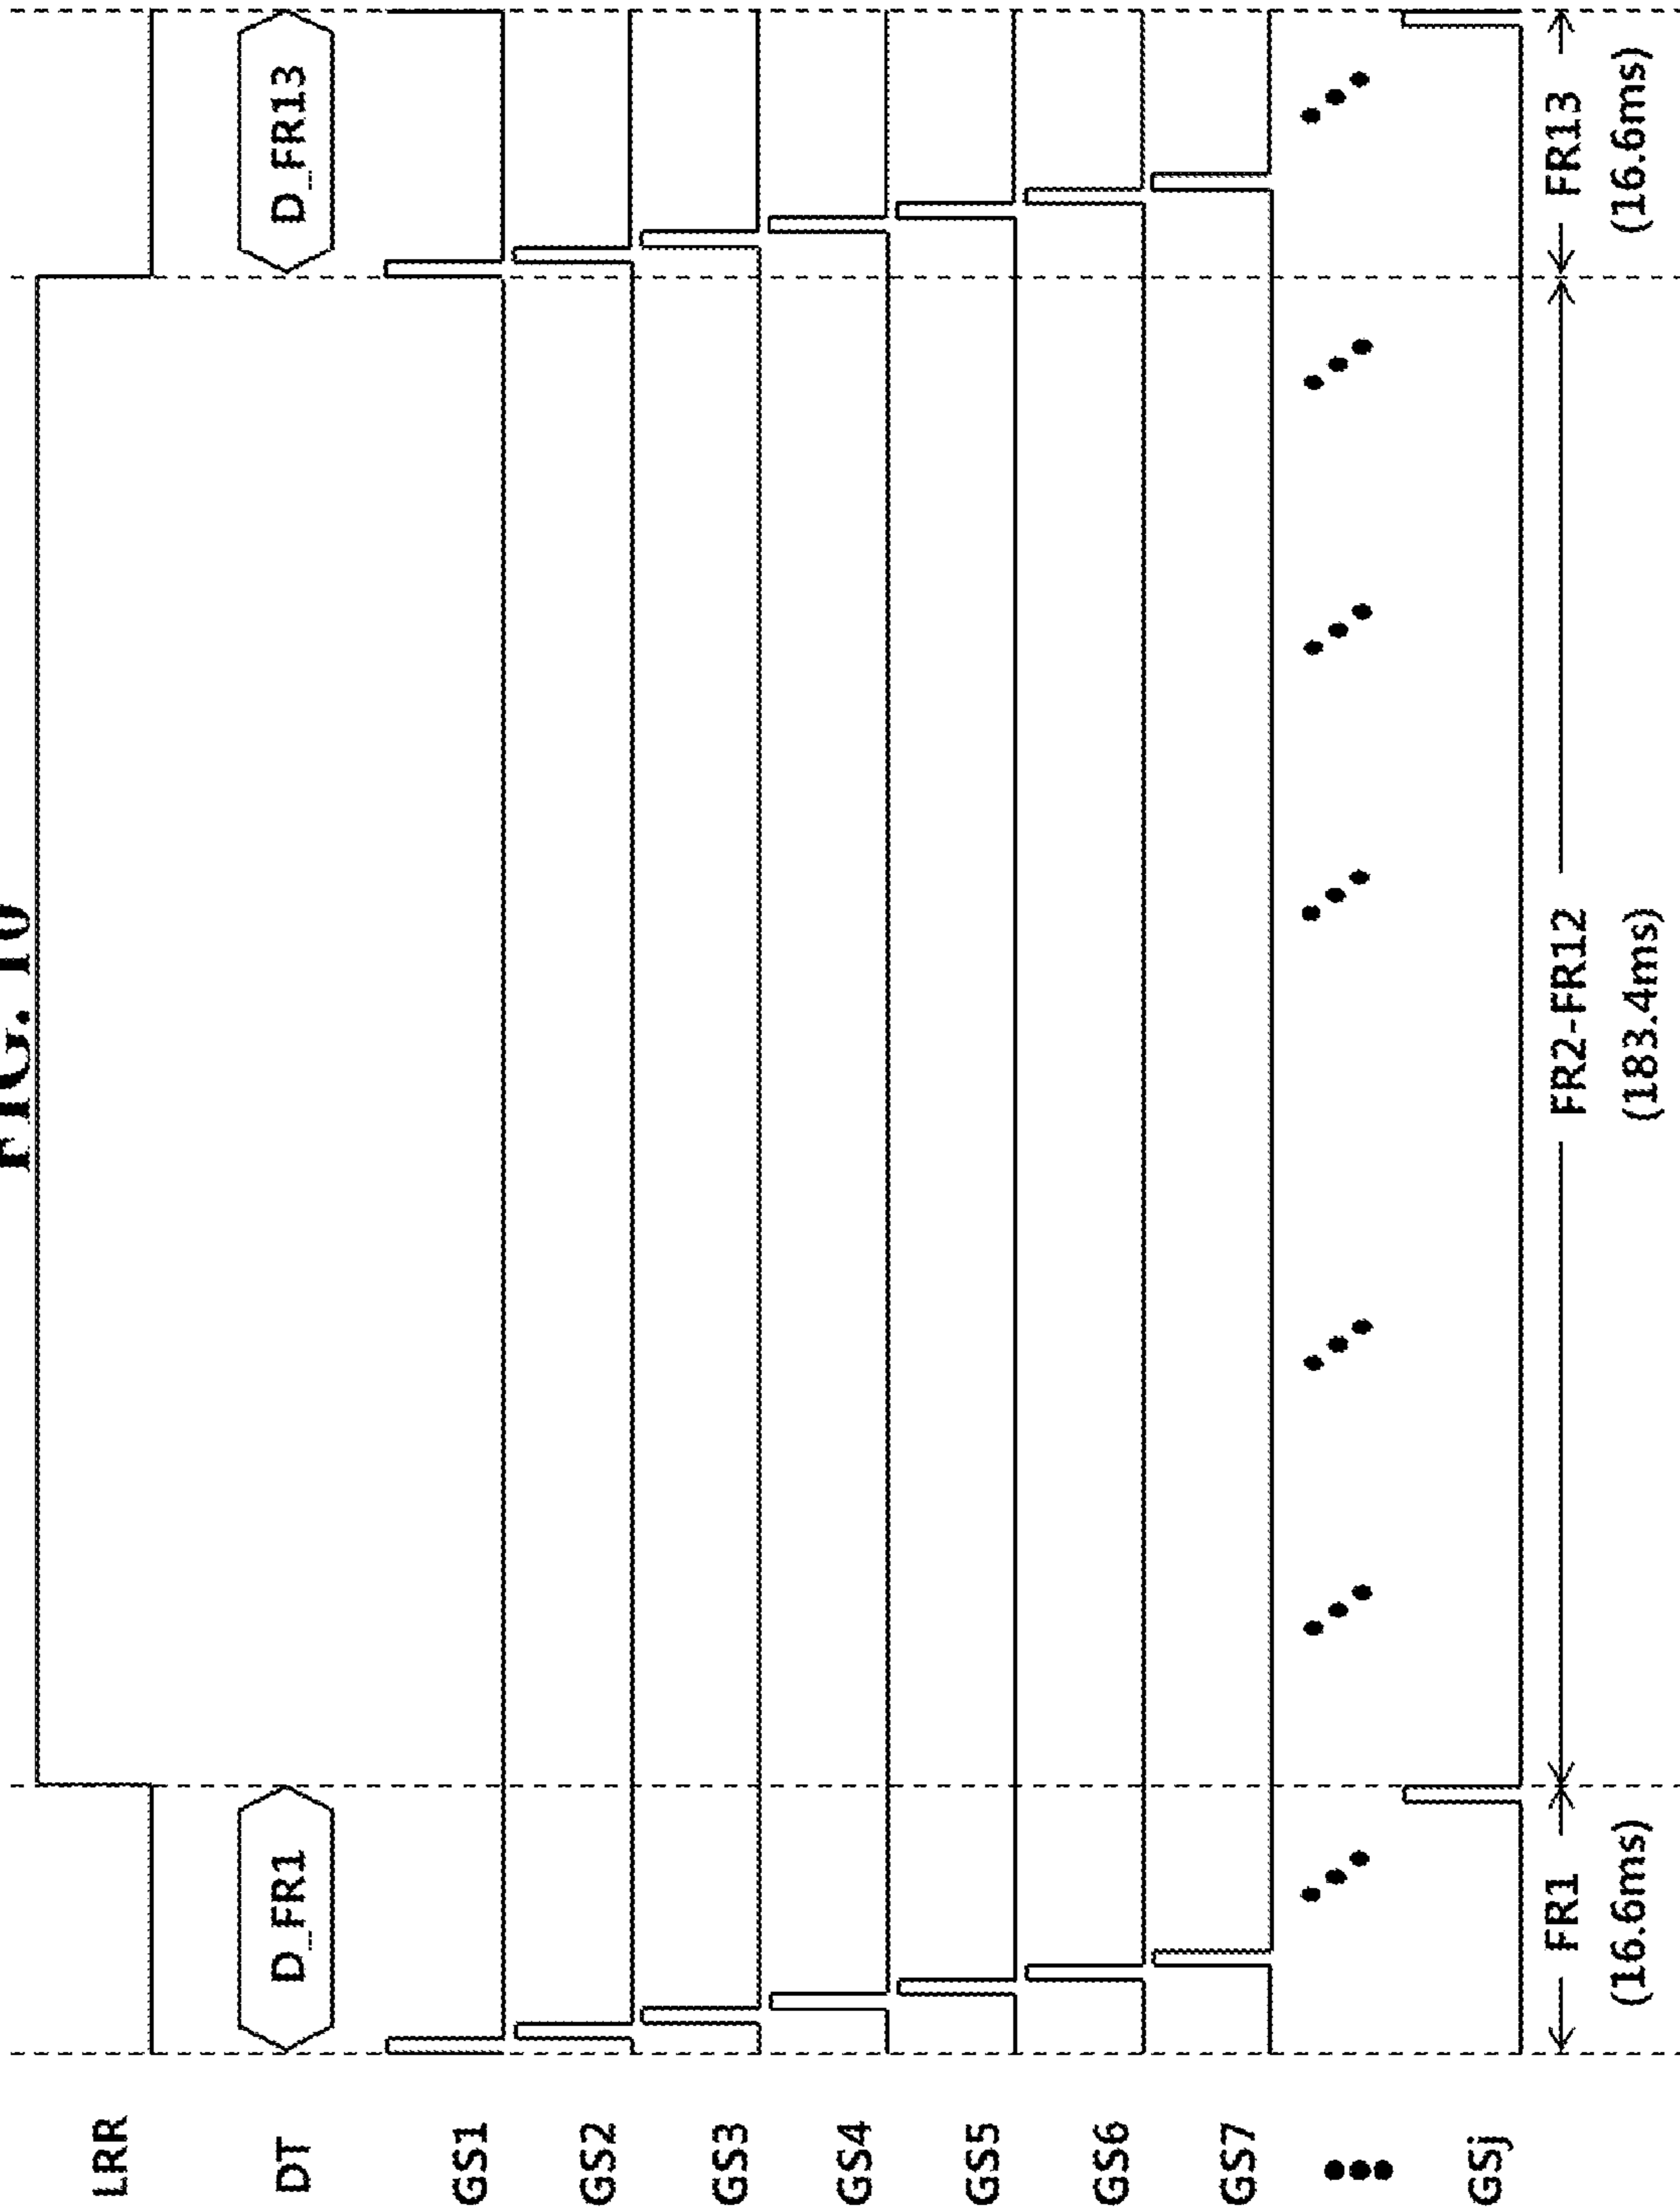 FIG. 10
LRR
DT
D_FR1
D_FR13
GS1
GS2
GS3
GS4
GS5
GS6
GS7
GSj
FR1
FR2-FR12
FR13
(16.6ms)
(183.4ms)
(16.6ms)